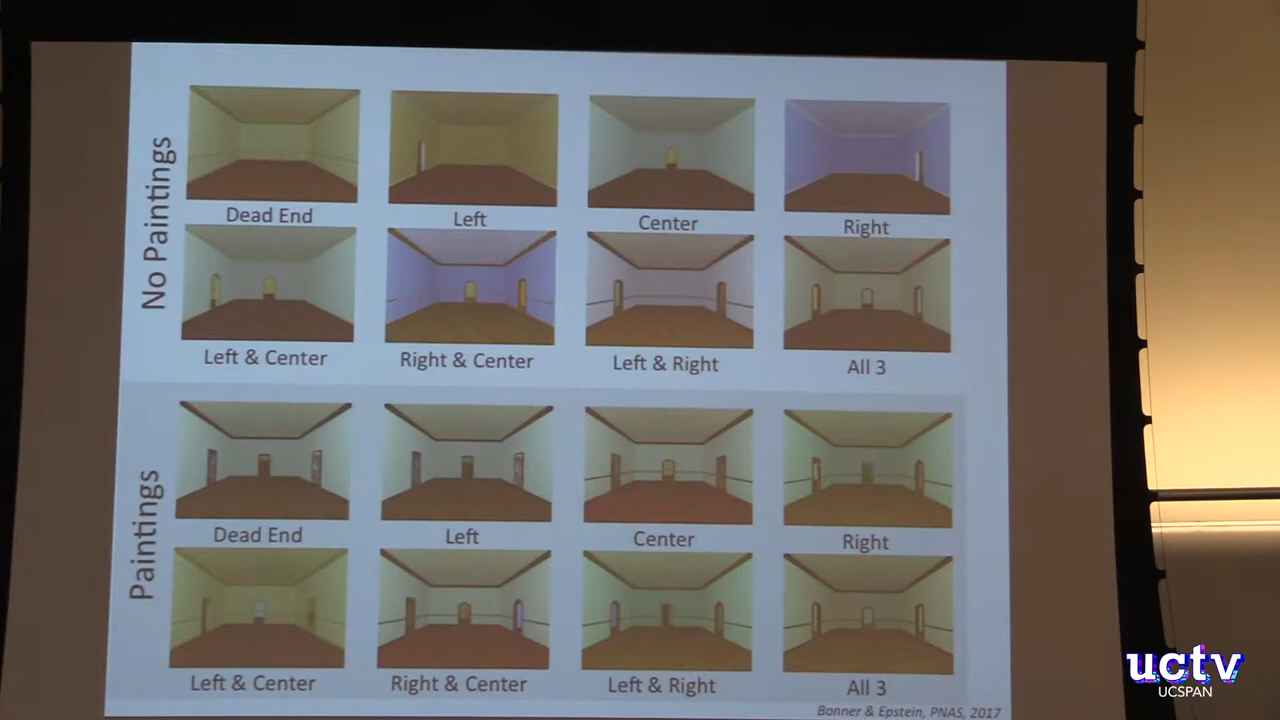 No Paintings
Dead End
Left
Center
Right
Left & Center
Right & Center
Left & Right
All 3
Paintings
Dead End
Left
Center
Right
Left & Center
Right & Center
Left & Right
All 3
Bonner & Epstein, PNAS, 2017
uctv
UCSPAN